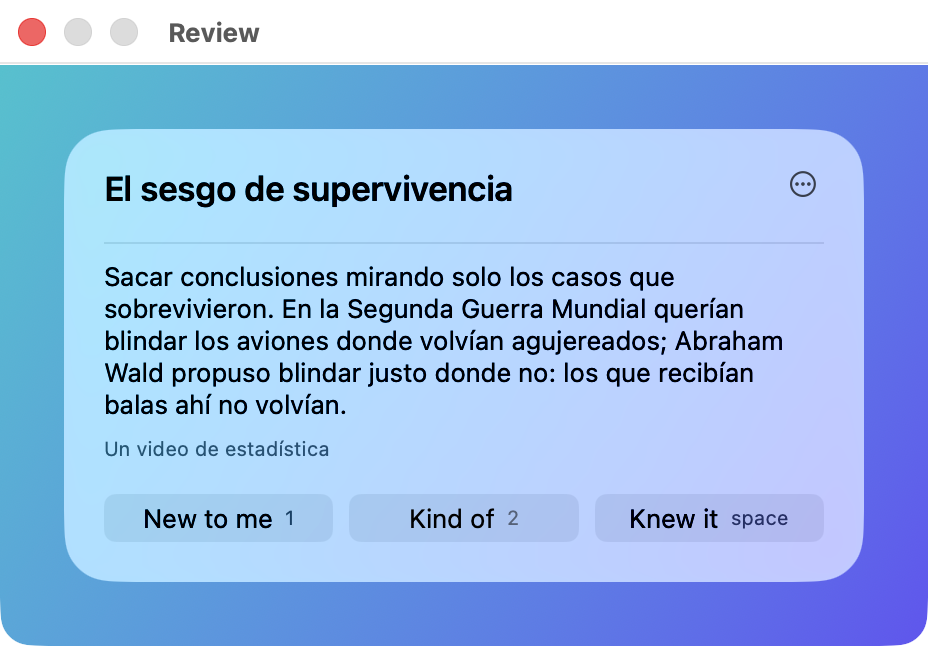 Review
El sesgo de supervivencia
Sacar conclusiones mirando solo los casos que
sobrevivieron. En la Segunda Guerra Mundial querían
blindar los aviones donde volvían agujereados; Abraham
Wald propuso blindar justo donde no: los que recibían
balas ahí no volvían.
Un video de estadística
New to me 1
Kind of 2
Knew it space